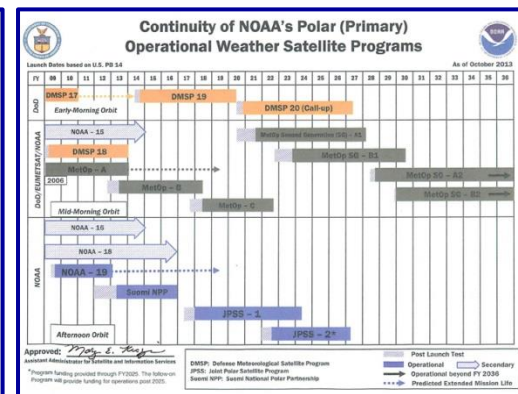 Continuity of NOAA's Polar (Primary)
Operational Weather Satellite Programs
Launch Dates based on U.S. PB 14
As of October 2013
FY 09 10 11 12 13 14 15 16 17 18 19 20 21 22 23 24 25 26 27 28 29 30 31 32 33 34 35 36
DoD
DMSP 17
DMSP 19
DMSP 20 (Call-up)
Early-Morning Orbit
DoD/EUMETSAT/NOAA
NOAA - 15
DMSP 18
MetOp - A
2006
MetOp - B
MetOp - C
MetOp Second Generation (SG) - A1
MetOp SG - B1
MetOp SG - A2
MetOp SG - B2
Mid-Morning Orbit
NOAA
NOAA - 18
NOAA - 19
Suomi NPP
JPSS - 1
JPSS - 2*
Afternoon Orbit
Approved:
Assistant Administrator for Satellite and Information Services
*Program funding provided through FY2025. The follow-on
Program will provide funding for operations post 2025.
DMSP: Defense Meteorological Satellite Program
JPSS: Joint Polar Satellite Program
Suomi NPP: Suomi National Polar Partnership
Post Launch Test
Operational
Secondary
Operational beyond FY 2036
Predicted Extended Mission Life